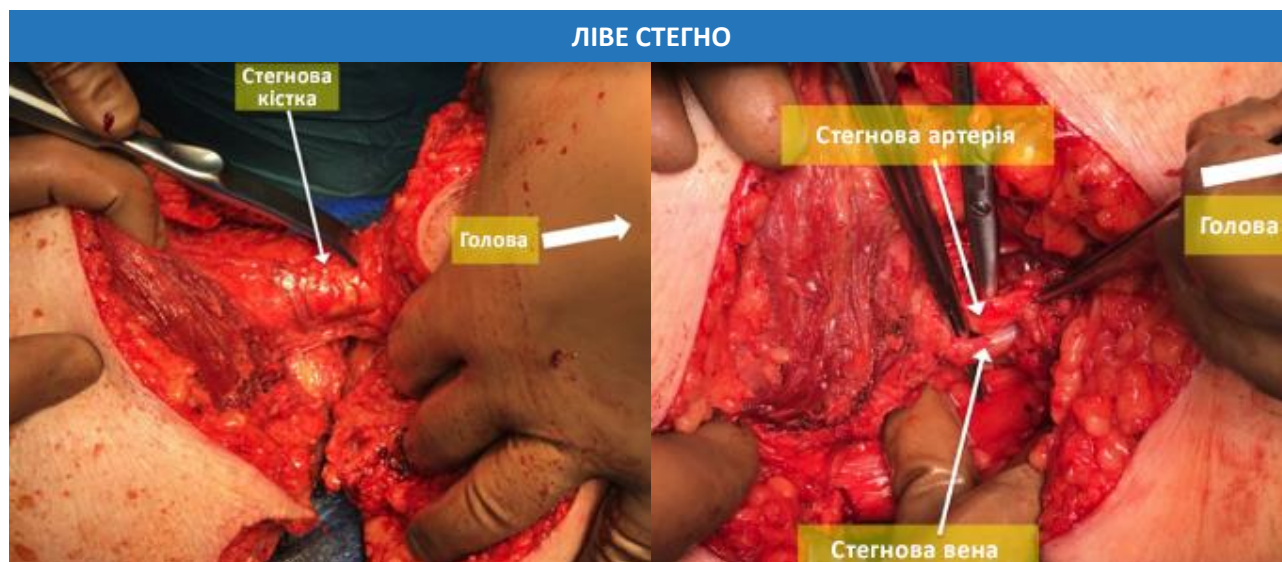 ЛІВЕ СТЕГНО
Стегнова
кістка
Голова
Стегнова артерія
Голова
Стегнова вена